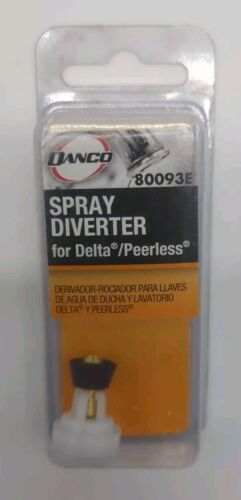 DANCO
80093E
SPRAY
DIVERTER
for Delta®/Peerless®
DERIVADOR-ROCIADOR PARA LLAVES
DE AGUA DE DUCHA Y LAVATORIO
DELTA® Y PEERLESS®